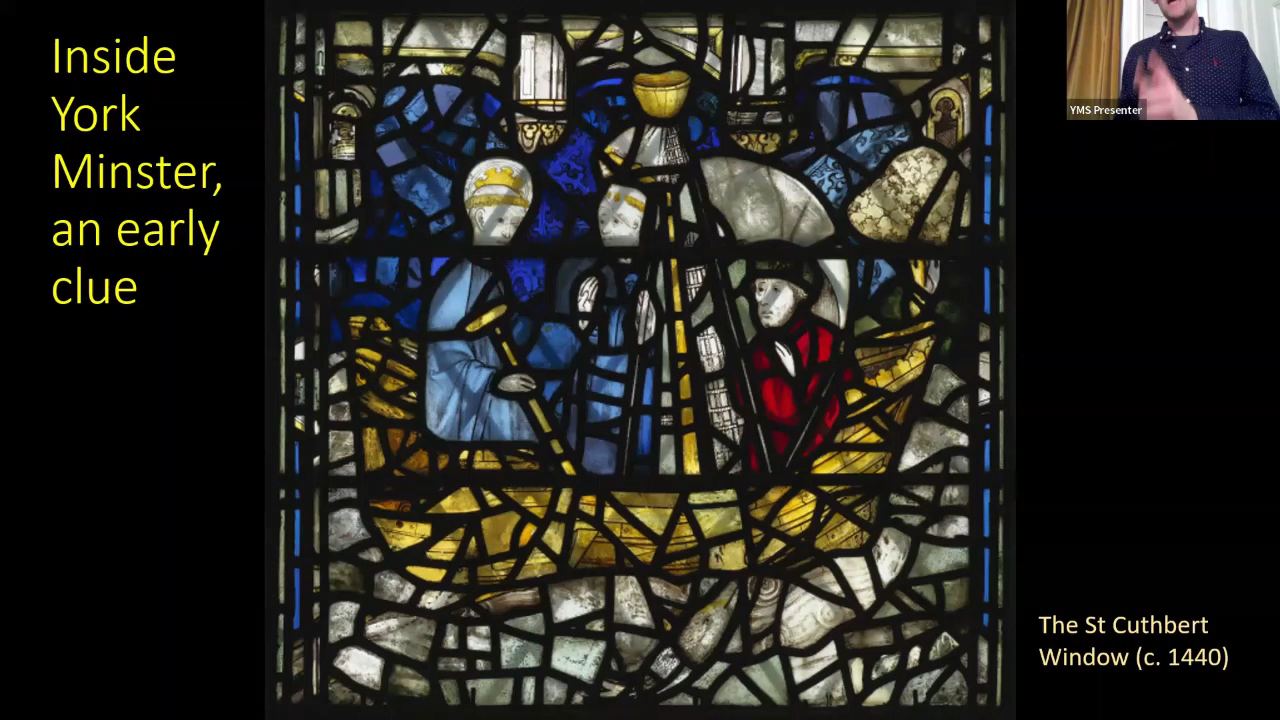 Inside
York
Minster,
an early
clue
YMS Presenter
The St Cuthbert
Window (c. 1440)